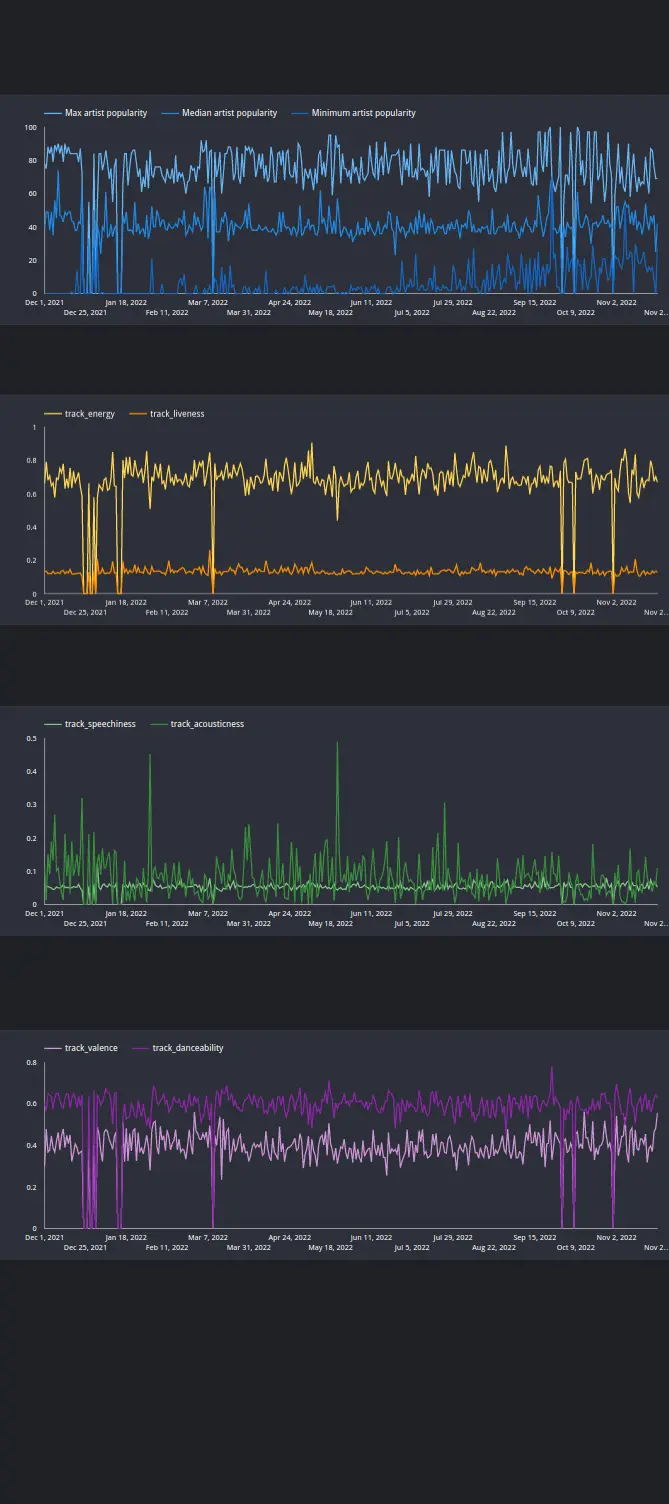 Max artist popularity Median artist popularity Minimum artist popularity
100
80
60
40
20
0
Dec 1, 2021 Jan 18, 2022 Mar 7, 2022 Apr 24, 2022 Jun 11, 2022 Jul 29, 2022 Sep 15, 2022 Nov 2, 2022
Dec 25, 2021 Feb 11, 2022 Mar 31, 2022 May 18, 2022 Jul 5, 2022 Aug 22, 2022 Oct 9, 2022 Nov 2...
track_energy track_liveness
1
0.8
0.6
0.4
0.2
0
Dec 1, 2021 Jan 18, 2022 Mar 7, 2022 Apr 24, 2022 Jun 11, 2022 Jul 29, 2022 Sep 15, 2022 Nov 2, 2022
Dec 25, 2021 Feb 11, 2022 Mar 31, 2022 May 18, 2022 Jul 5, 2022 Aug 22, 2022 Oct 9, 2022 Nov 2...
track_speechiness track_acousticness
0.5
0.4
0.3
0.2
0.1
0
Dec 1, 2021 Jan 18, 2022 Mar 7, 2022 Apr 24, 2022 Jun 11, 2022 Jul 29, 2022 Sep 15, 2022 Nov 2, 2022
Dec 25, 2021 Feb 11, 2022 Mar 31, 2022 May 18, 2022 Jul 5, 2022 Aug 22, 2022 Oct 9, 2022 Nov 2...
track_valence track_danceability
0.8
0.6
0.4
0.2
0
Dec 1, 2021 Jan 18, 2022 Mar 7, 2022 Apr 24, 2022 Jun 11, 2022 Jul 29, 2022 Sep 15, 2022 Nov 2, 2022
Dec 25, 2021 Feb 11, 2022 Mar 31, 2022 May 18, 2022 Jul 5, 2022 Aug 22, 2022 Oct 9, 2022 Nov 2...